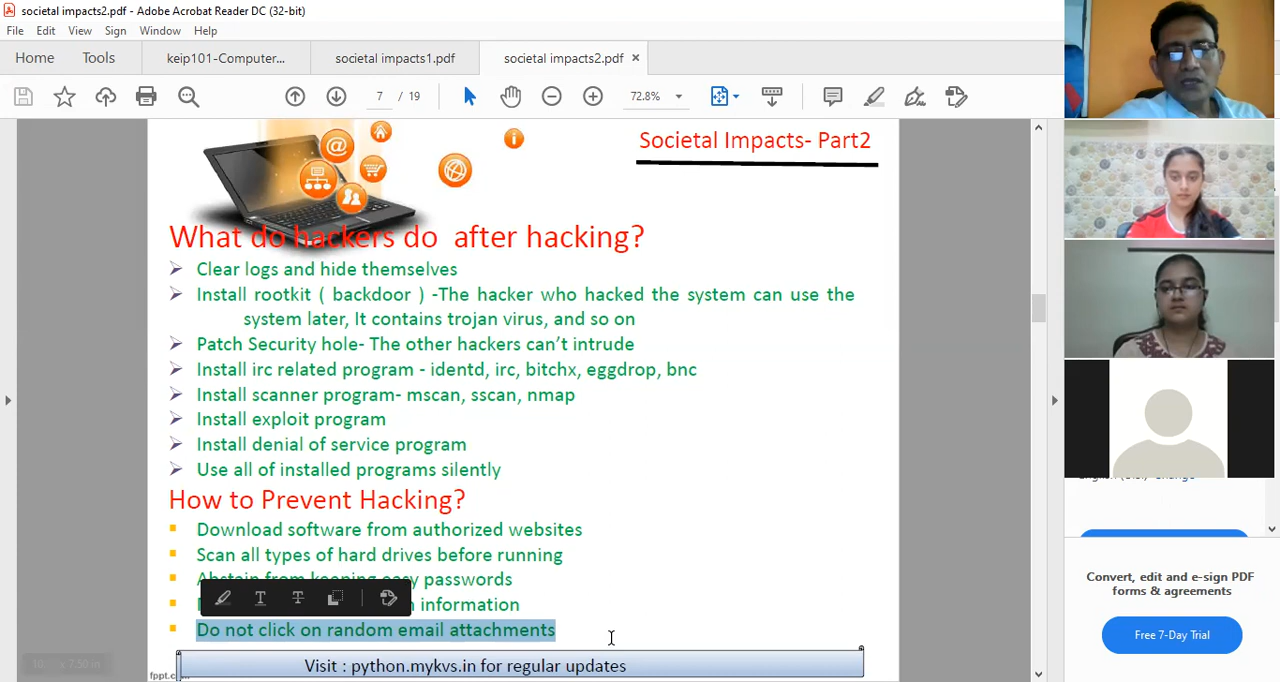 societal impacts2.pdf - Adobe Acrobat Reader DC (32-bit)
File Edit View Sign Window Help
Home Tools keip101-Computer... societal impacts1.pdf societal impacts2.pdf ×
7 / 19 72.8%
Societal Impacts- Part2
What do hackers do after hacking?
Clear logs and hide themselves
Install rootkit ( backdoor ) -The hacker who hacked the system can use the
system later, It contains trojan virus, and so on
Patch Security hole- The other hackers can't intrude
Install irc related program - identd, irc, bitchx, eggdrop, bnc
Install scanner program- mscan, sscan, nmap
Install exploit program
Install denial of service program
Use all of installed programs silently
How to Prevent Hacking?
Download software from authorized websites
Scan all types of hard drives before running
Abstain from keeping easy passwords
information
Do not click on random email attachments
Visit : python.mykvs.in for regular updates
Convert, edit and e-sign PDF
forms & agreements
Free 7-Day Trial